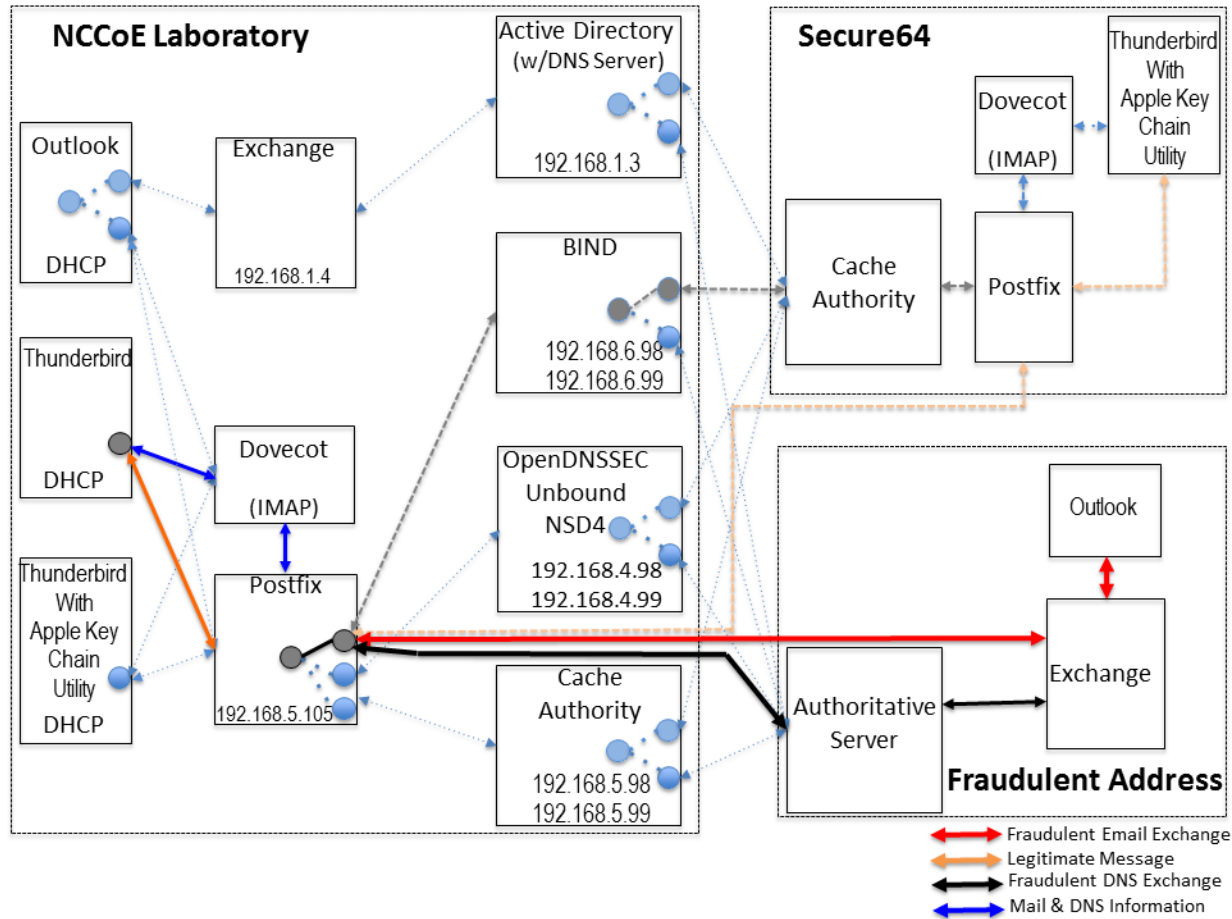 NCCoE Laboratory
Active Directory
(w/DNS Server)
192.168.1.3
Outlook
DHCP
Exchange
192.168.1.4
BIND
192.168.6.98
192.168.6.99
Thunderbird
DHCP
Dovecot
(IMAP)
OpenDNSSEC
Unbound
NSD4
192.168.4.98
192.168.4.99
Thunderbird
With
Apple Key
Chain
Utility
DHCP
Postfix
192.168.5.105
Cache
Authority
192.168.5.98
192.168.5.99
Secure64
Thunderbird
With
Apple Key
Chain
Utility
Dovecot
(IMAP)
Cache
Authority
Postfix
Outlook
Exchange
Authoritative
Server
Fraudulent Address
Fraudulent Email Exchange
Legitimate Message
Fraudulent DNS Exchange
Mail & DNS Information